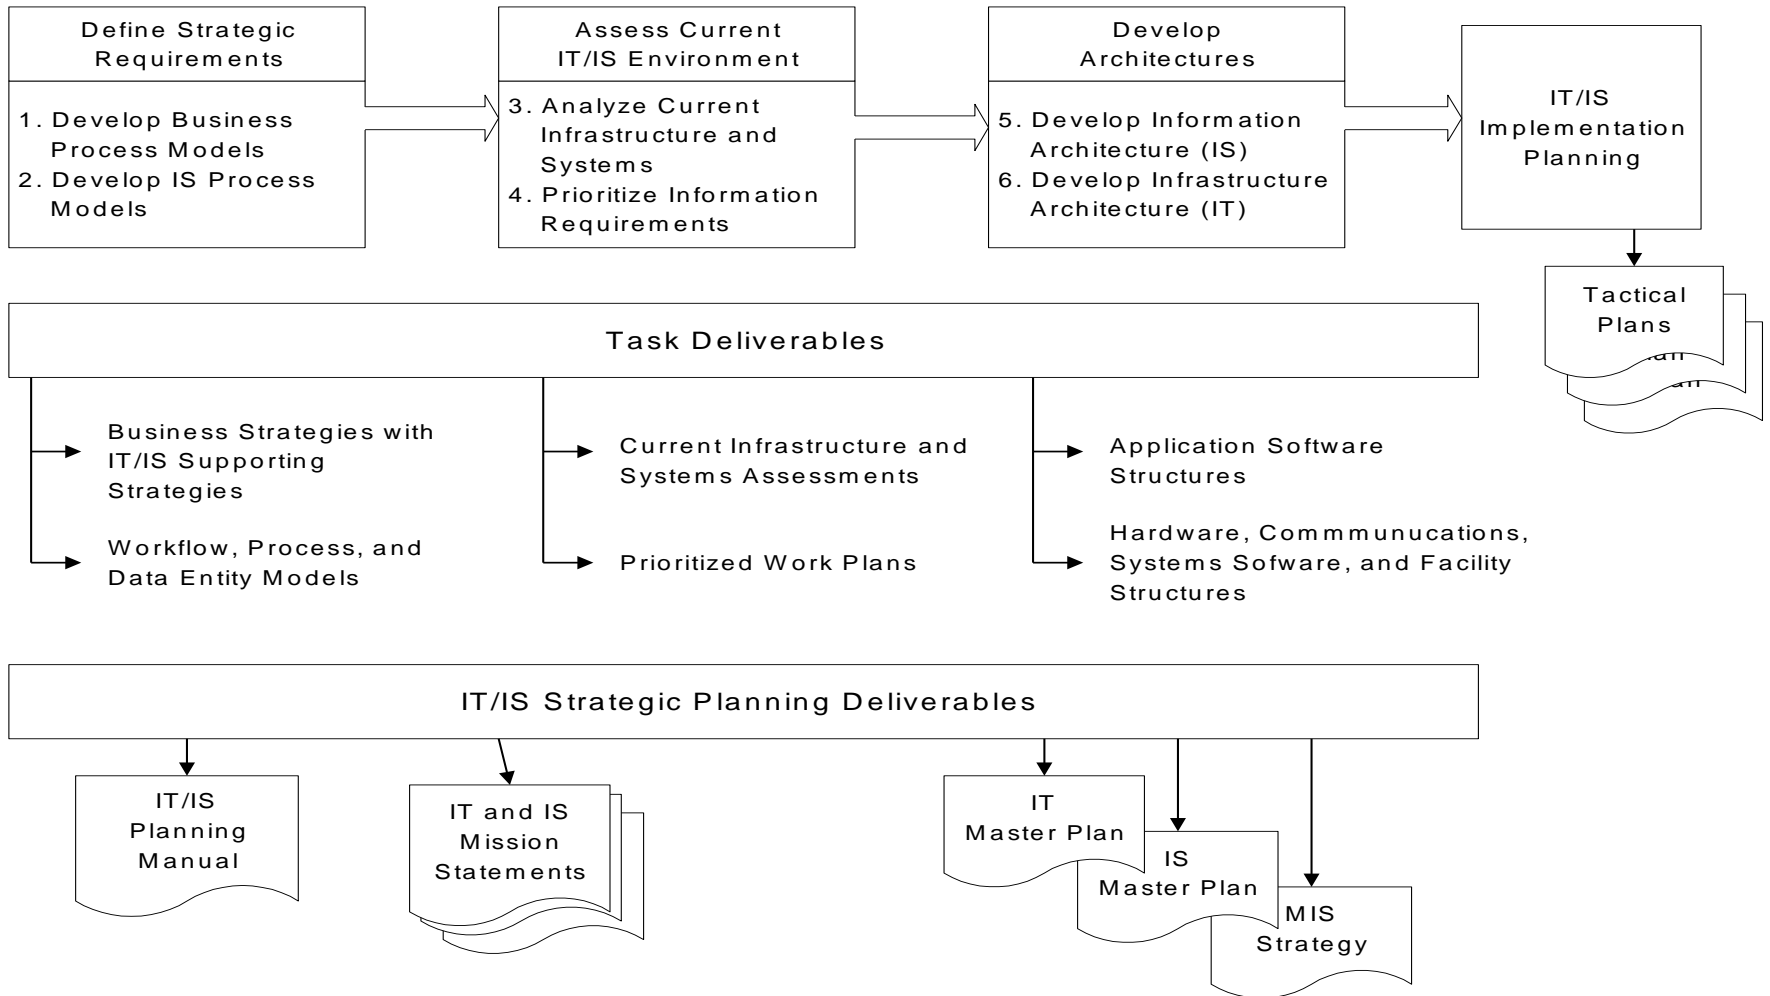 Define Strategic
Requirements
1. Develop Business
Process Models
2. Develop IS Process
Models
Assess Current
IT/IS Environment
3. Analyze Current
Infrastructure and
Systems
4. Prioritize Information
Requirements
Develop
Architectures
5. Develop Information
Architecture (IS)
6. Develop Infrastructure
Architecture (IT)
IT/IS
Implementation
Planning
Tactical
Plans
Task Deliverables
Business Strategies with
IT/IS Supporting
Strategies
Workflow, Process, and
Data Entity Models
Current Infrastructure and
Systems Assessments
Prioritized Work Plans
Application Software
Structures
Hardware, Commmunucations,
Systems Sofware, and Facility
Structures
IT/IS Strategic Planning Deliverables
IT/IS
Planning
Manual
IT and IS
Mission
Statements
IT
Master Plan
IS
Master Plan
MIS
Strategy